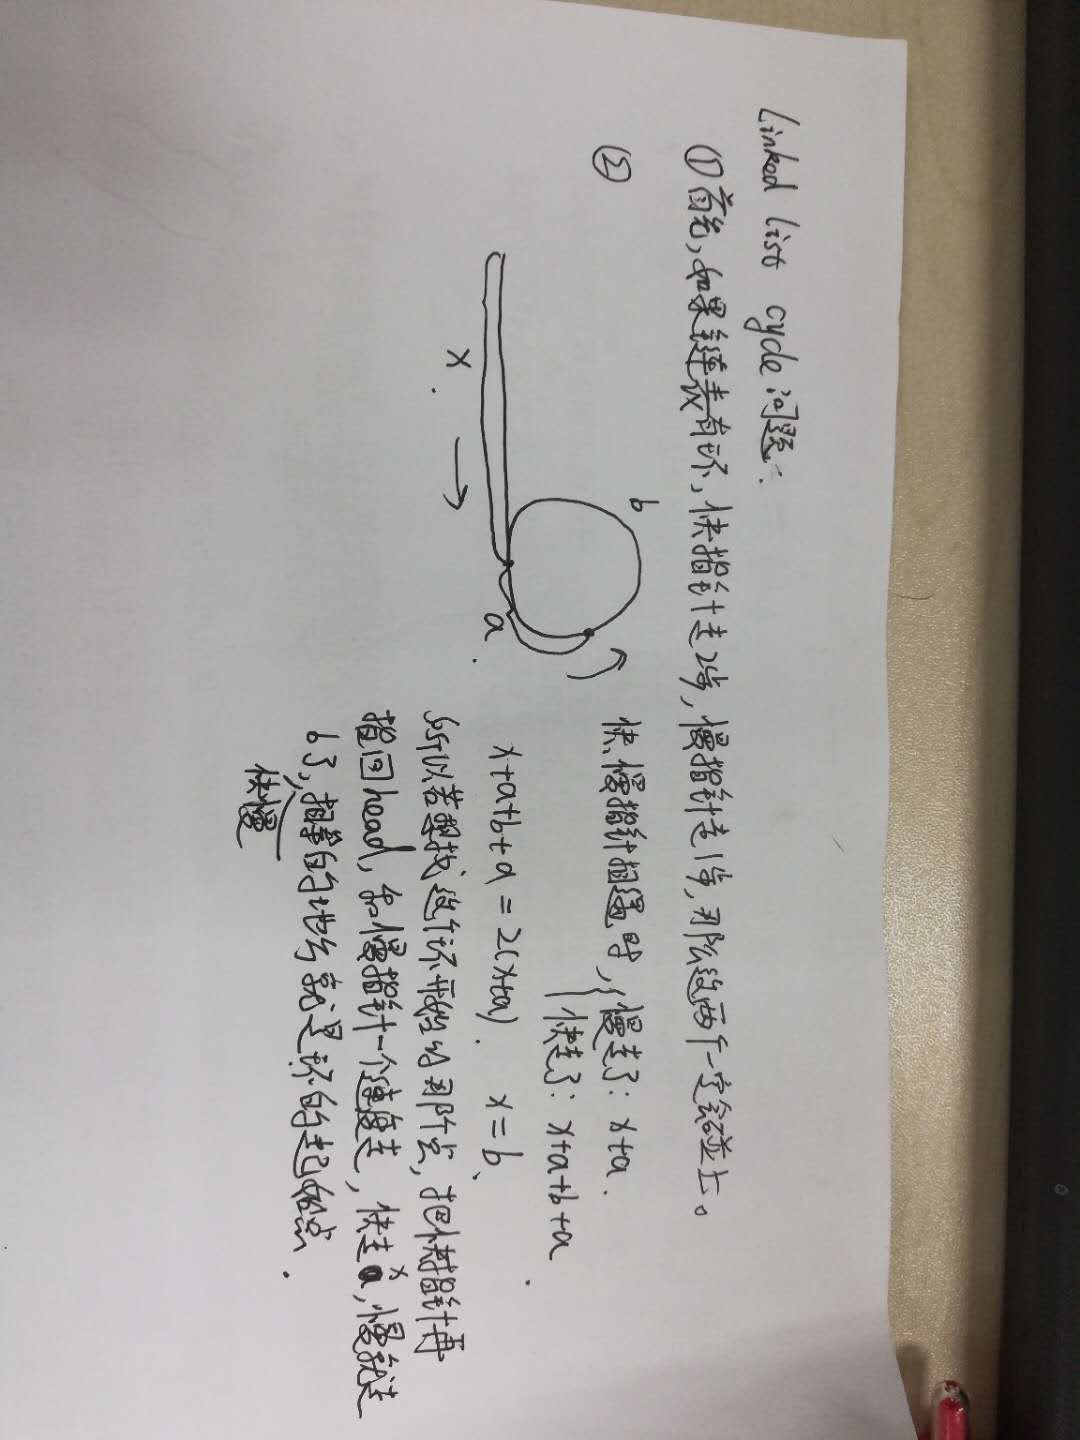 Linked list cycle 问题:
①首先,如果链表有环,快指针走2步,慢指针走1步,那么这两个一定会碰上。
②
b
a
x
快、慢指针相遇时, 慢走了: x+a.
快走了: x+a+b+a
x+a+b+a = 2(x+a). x = b、
所以若想找这个环开始的那个点,把快指针再
指回head,和慢指针一个速度走,快走x,慢就走
b了,相等的地方就是环的起始点.
快慢